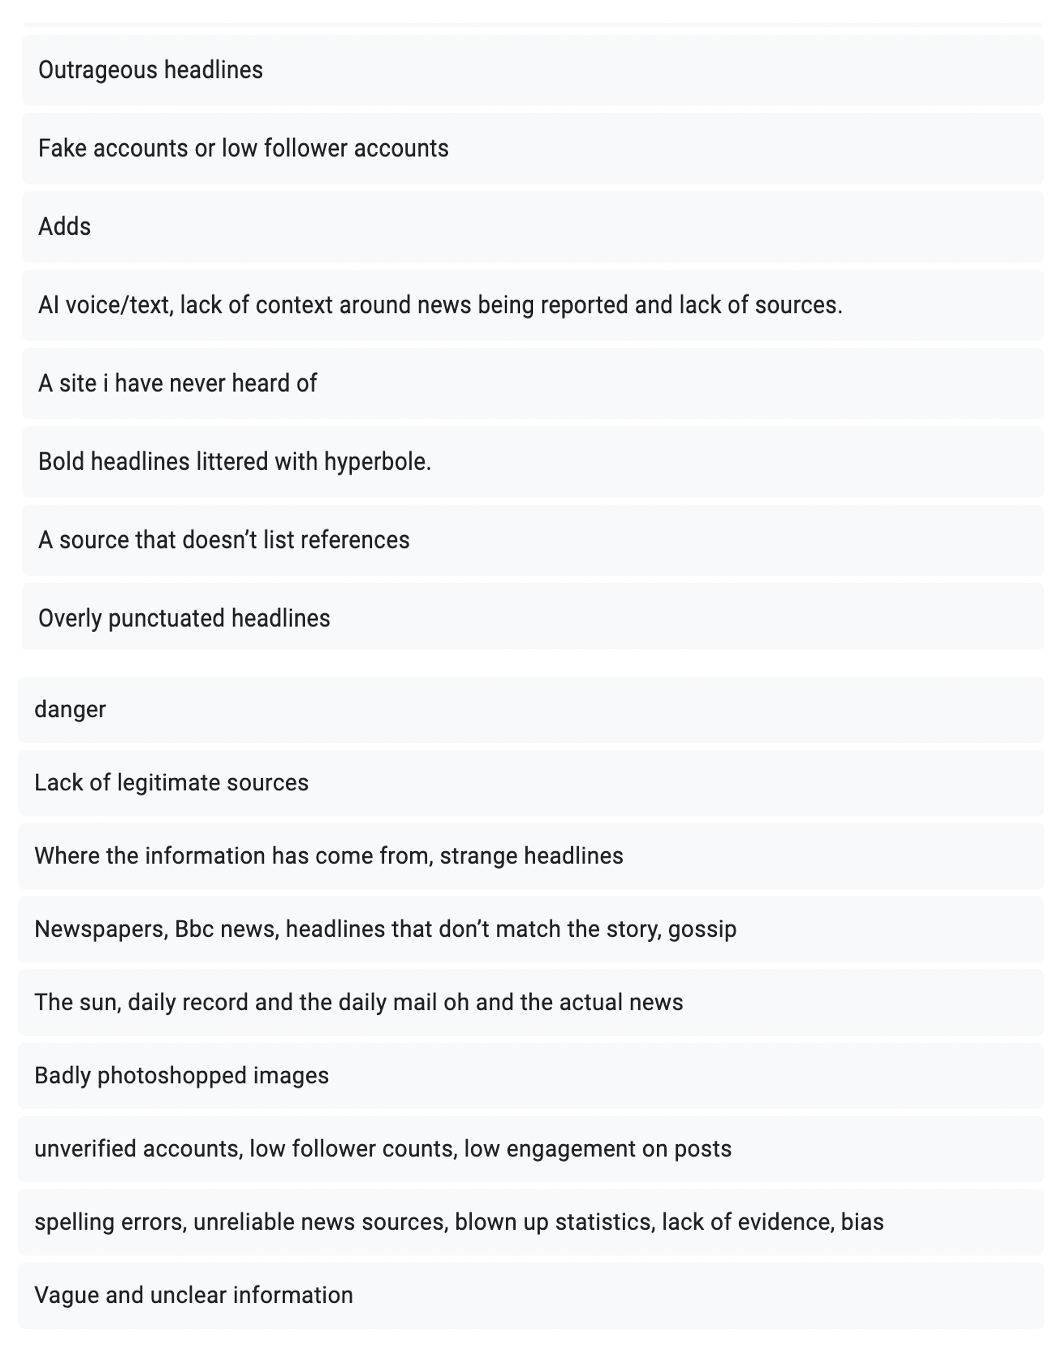 Outrageous headlines
Fake accounts or low follower accounts
Adds
AI voice/text, lack of context around news being reported and lack of sources.
A site i have never heard of
Bold headlines littered with hyperbole.
A source that doesn’t list references
Overly punctuated headlines
danger
Lack of legitimate sources
Where the information has come from, strange headlines
Newspapers, Bbc news, headlines that don’t match the story, gossip
The sun, daily record and the daily mail oh and the actual news
Badly photoshopped images
unverified accounts, low follower counts, low engagement on posts
spelling errors, unreliable news sources, blown up statistics, lack of evidence, bias
Vague and unclear information